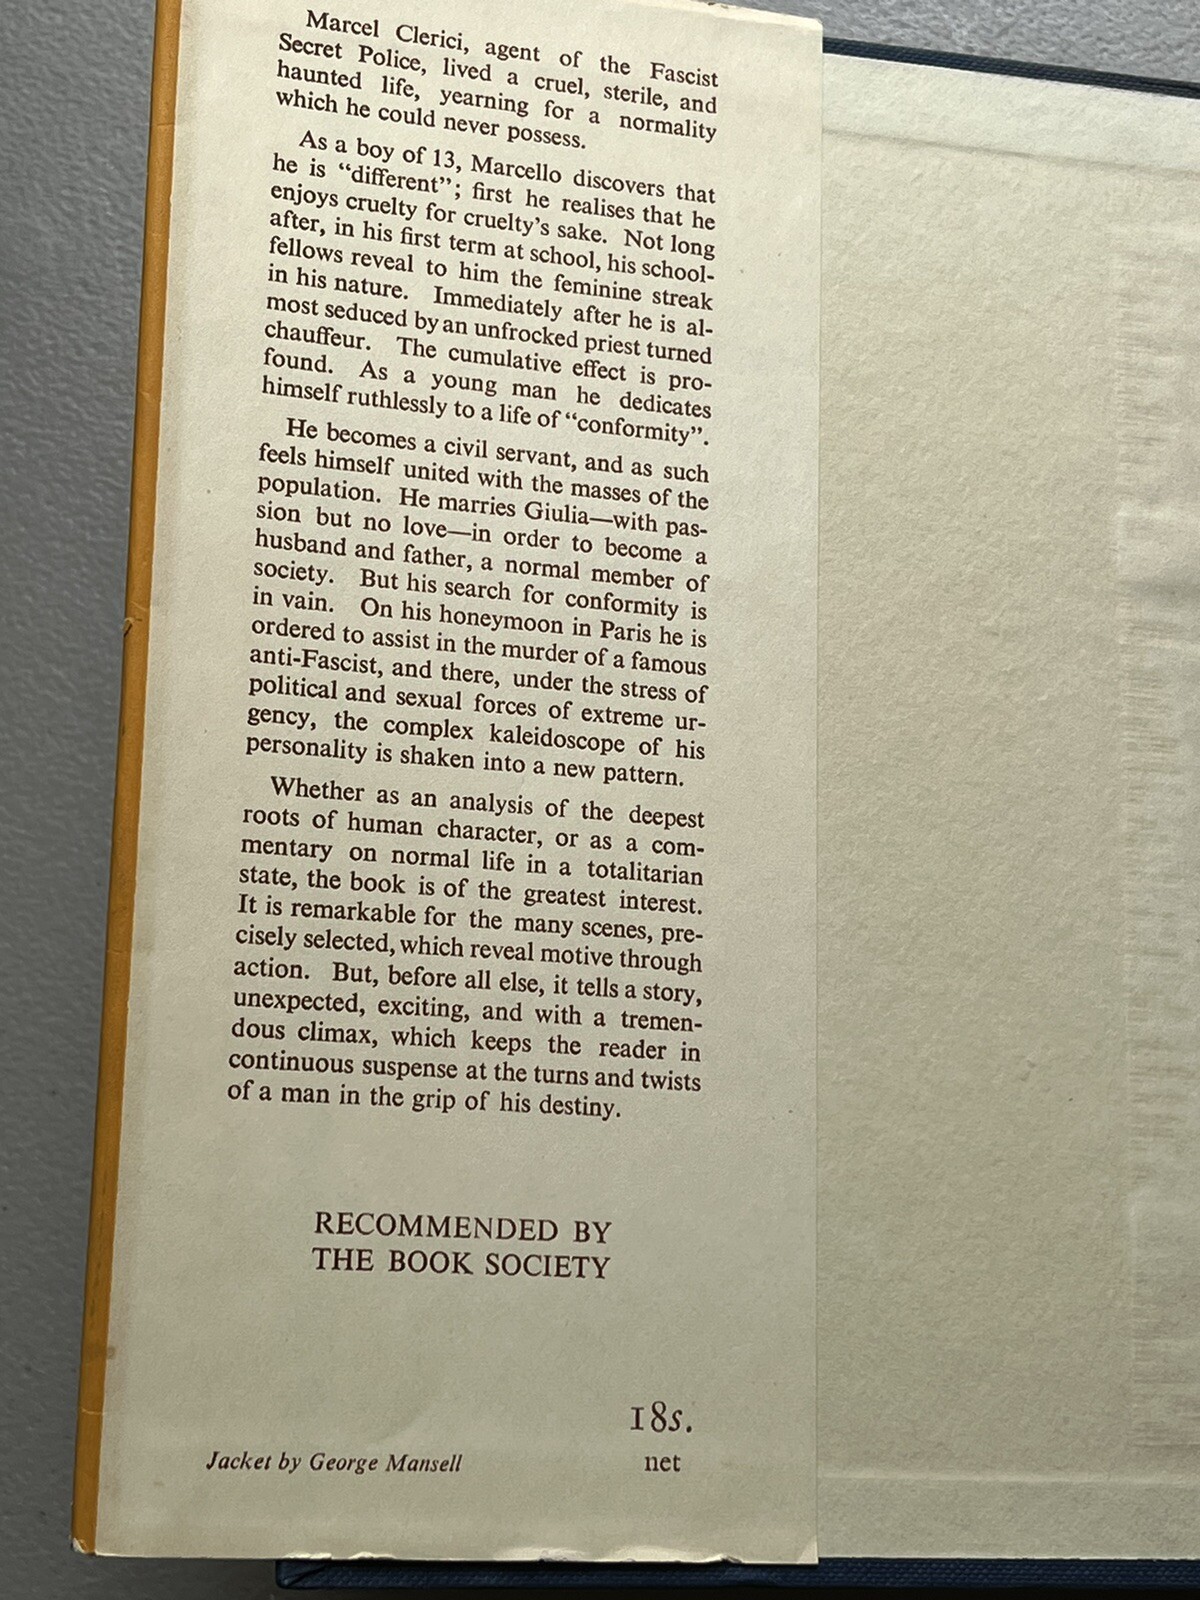 Marcel Clerici, agent of the Fascist
Secret Police, lived a cruel, sterile, and
haunted life, yearning for a normality
which he could never possess.
As a boy of 13, Marcello discovers that
he is “different”; first he realises that he
enjoys cruelty for cruelty’s sake. Not long
after, in his first term at school, his school-
fellows reveal to him the feminine streak
in his nature. Immediately after he is al-
most seduced by an unfrocked priest turned
chauffeur. The cumulative effect is pro-
found. As a young man he dedicates
himself ruthlessly to a life of “conformity”.
He becomes a civil servant, and as such
feels himself united with the masses of the
population. He marries Giulia—with pas-
sion but no love—in order to become a
husband and father, a normal member of
society. But his search for conformity is
in vain. On his honeymoon in Paris he is
ordered to assist in the murder of a famous
anti-Fascist, and there, under the stress of
political and sexual forces of extreme ur-
gency, the complex kaleidoscope of his
personality is shaken into a new pattern.
Whether as an analysis of the deepest
roots of human character, or as a com-
mentary on normal life in a totalitarian
state, the book is of the greatest interest.
It is remarkable for the many scenes, pre-
cisely selected, which reveal motive through
action. But, before all else, it tells a story,
unexpected, exciting, and with a tremen-
dous climax, which keeps the reader in
continuous suspense at the turns and twists
of a man in the grip of his destiny.
RECOMMENDED BY
THE BOOK SOCIETY
18s.
net
Jacket by George Mansell